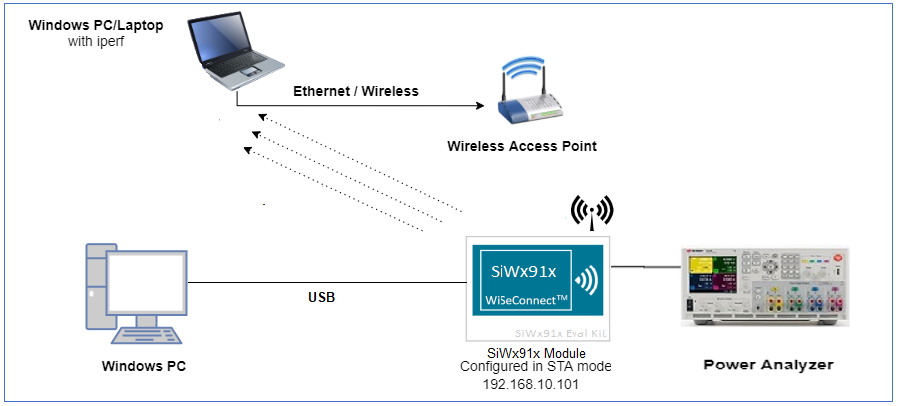 Windows PC/Laptop
with iperf
Ethernet / Wireless
Wireless Access Point
SiWx91x
WiSeConnect™
SiWx91x Eval Kit
USB
Windows PC
SiWx91x Module
Configured in STA mode
192.168.10.101
Power Analyzer